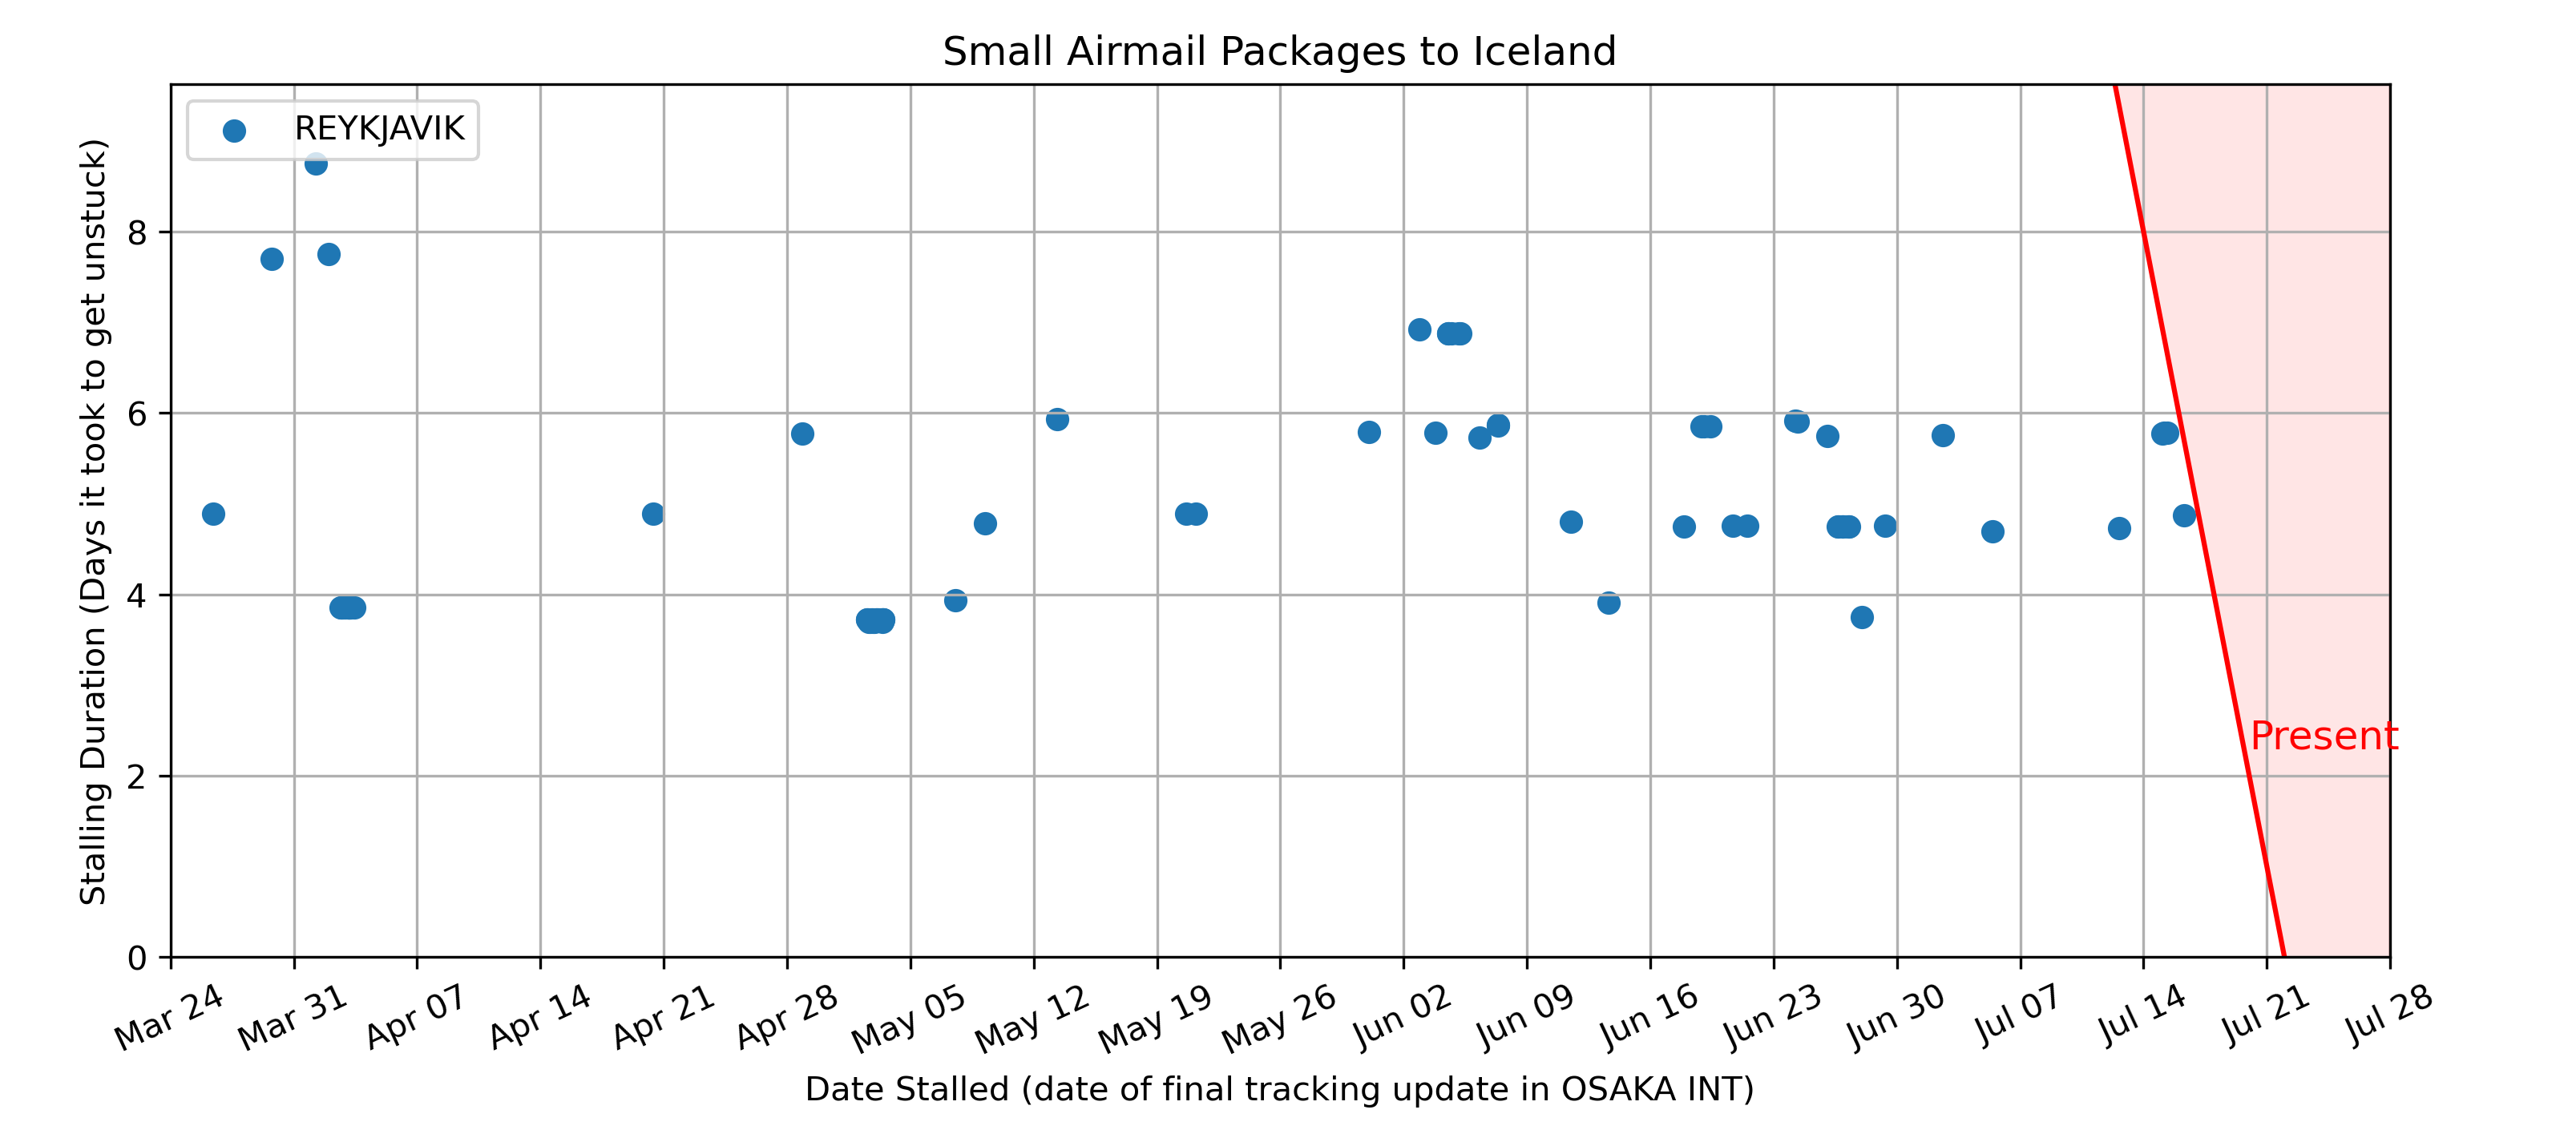 Small Airmail Packages to Iceland
REYKJAVIK
Stalling Duration (Days it took to get unstuck)
8
6
4
2
0
Present
Mar 24
Mar 31
Apr 07
Apr 14
Apr 21
Apr 28
May 05
May 12
May 19
May 26
Jun 02
Jun 09
Jun 16
Jun 23
Jun 30
Jul 07
Jul 14
Jul 21
Jul 28
Date Stalled (date of final tracking update in OSAKA INT)